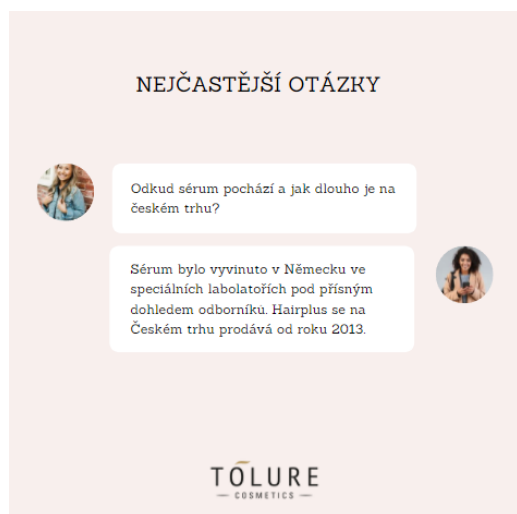 NEJČASTĚJŠÍ OTÁZKY
Odkud sérum pochází a jak dlouho je na
českém trhu?
Sérum bylo vyvinuto v Německu ve
speciálních labolatořích pod přísným
dohledem odborníků. Hairplus se na
Českém trhu prodává od roku 2013.
TŌLURE
COSMETICS